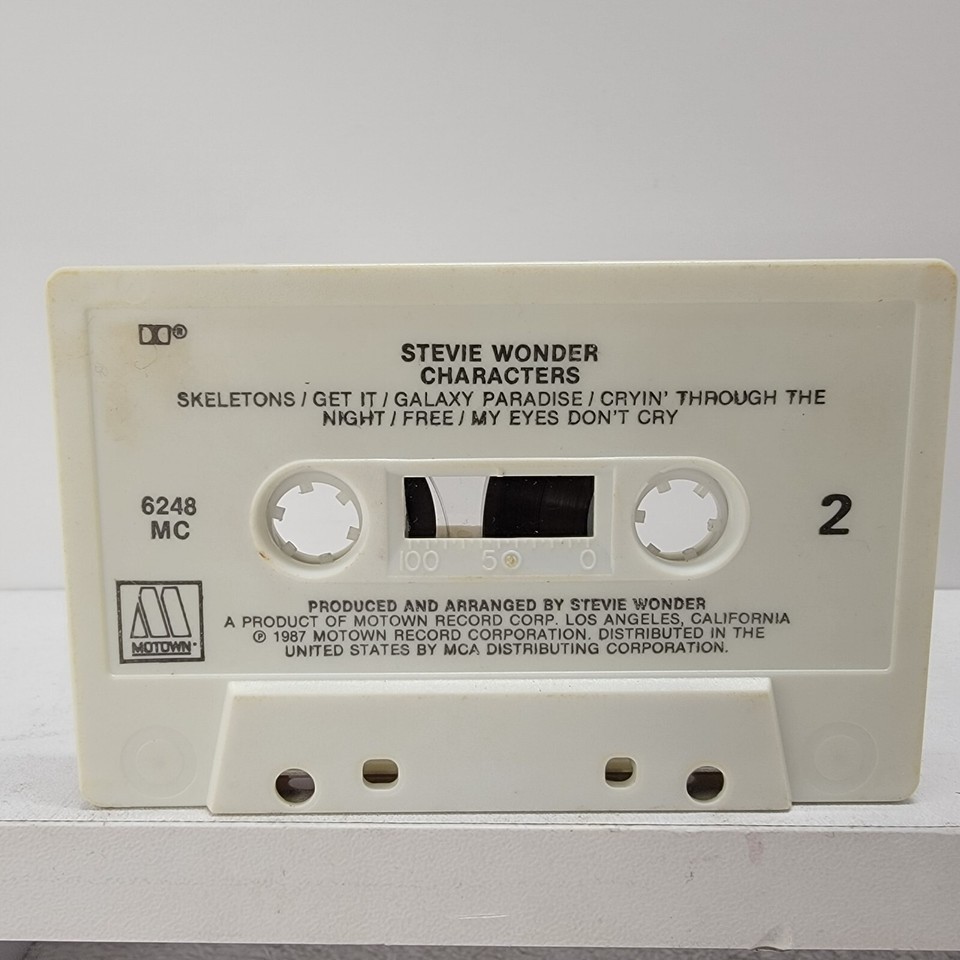 STEVIE WONDER
CHARACTERS
SKELETONS / GET IT / GALAXY PARADISE / CRYIN' THROUGH THE
NIGHT / FREE / MY EYES DON'T CRY
6248
MC
2
100 50 0
MOTOWN
PRODUCED AND ARRANGED BY STEVIE WONDER
A PRODUCT OF MOTOWN RECORD CORP. LOS ANGELES, CALIFORNIA
℗ 1987 MOTOWN RECORD CORPORATION. DISTRIBUTED IN THE
UNITED STATES BY MCA DISTRIBUTING CORPORATION.